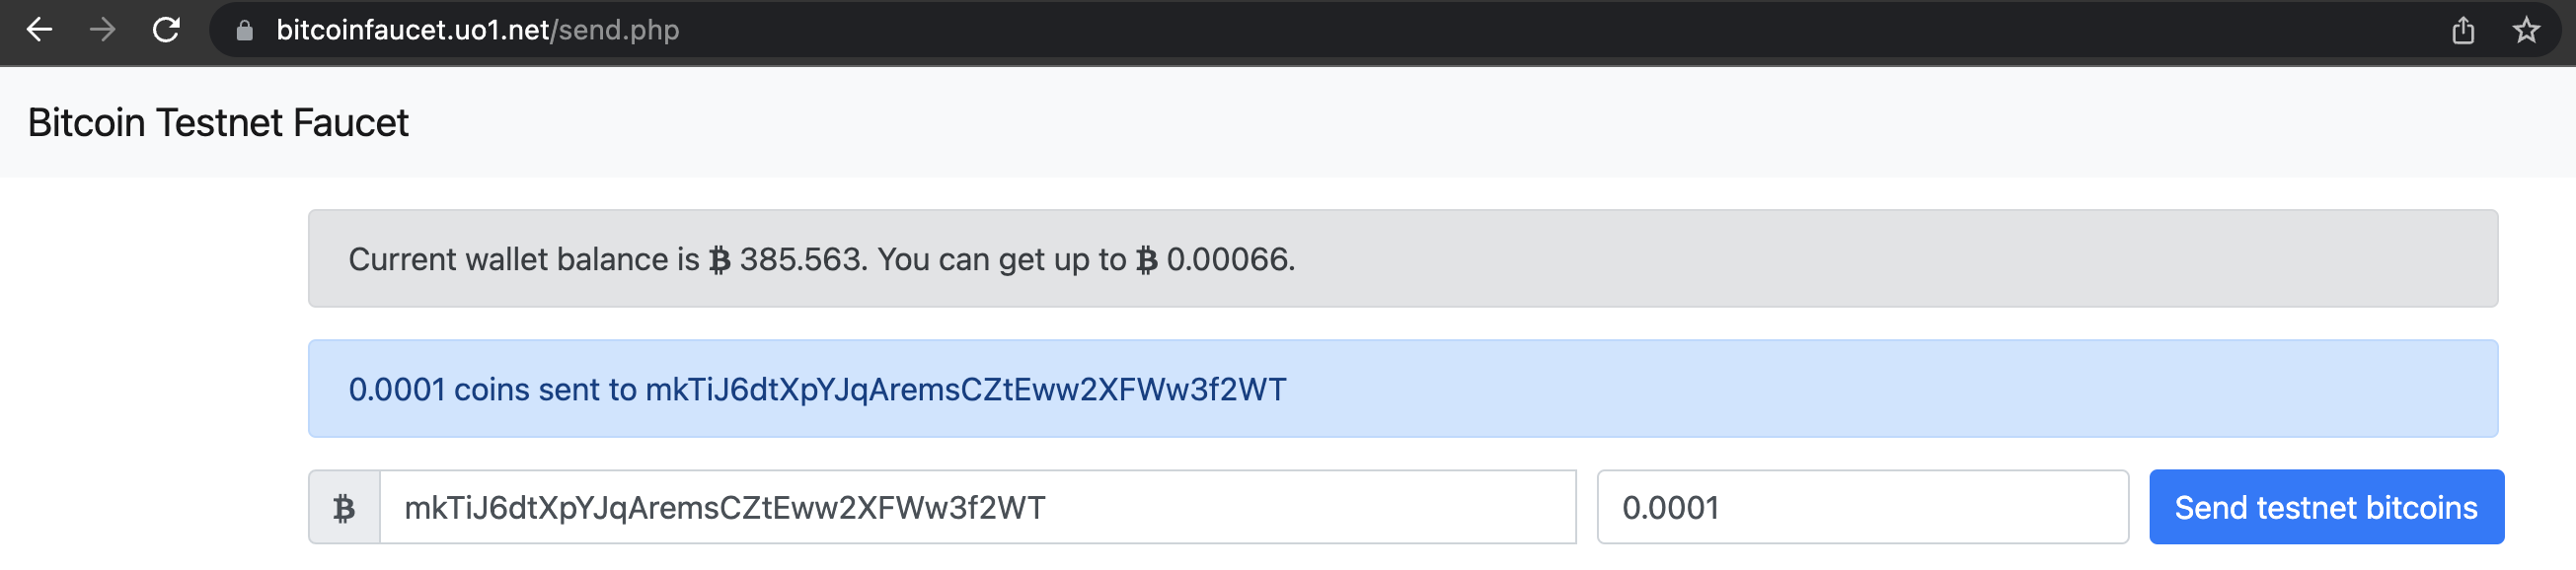 bitcoinfaucet.uo1.net/send.php
Bitcoin Testnet Faucet
Current wallet balance is ₿ 385.563. You can get up to ₿ 0.00066.
0.0001 coins sent to mkTiJ6dtXpYJqAremsCZtEww2XFWw3f2WT
₿ mkTiJ6dtXpYJqAremsCZtEww2XFWw3f2WT 0.0001 Send testnet bitcoins